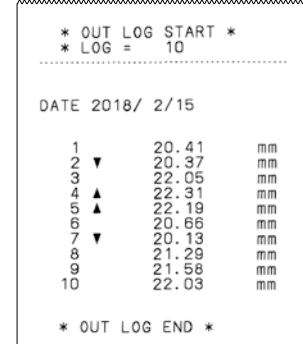 * OUT LOG START *
* LOG = 10
DATE 2018/ 2/15
1 20.41 mm
2 ▼ 20.37 mm
3 22.05 mm
4 ▲ 22.31 mm
5 ▲ 22.19 mm
6 20.66 mm
7 ▼ 20.13 mm
8 21.29 mm
9 21.58 mm
10 22.03 mm
* OUT LOG END *